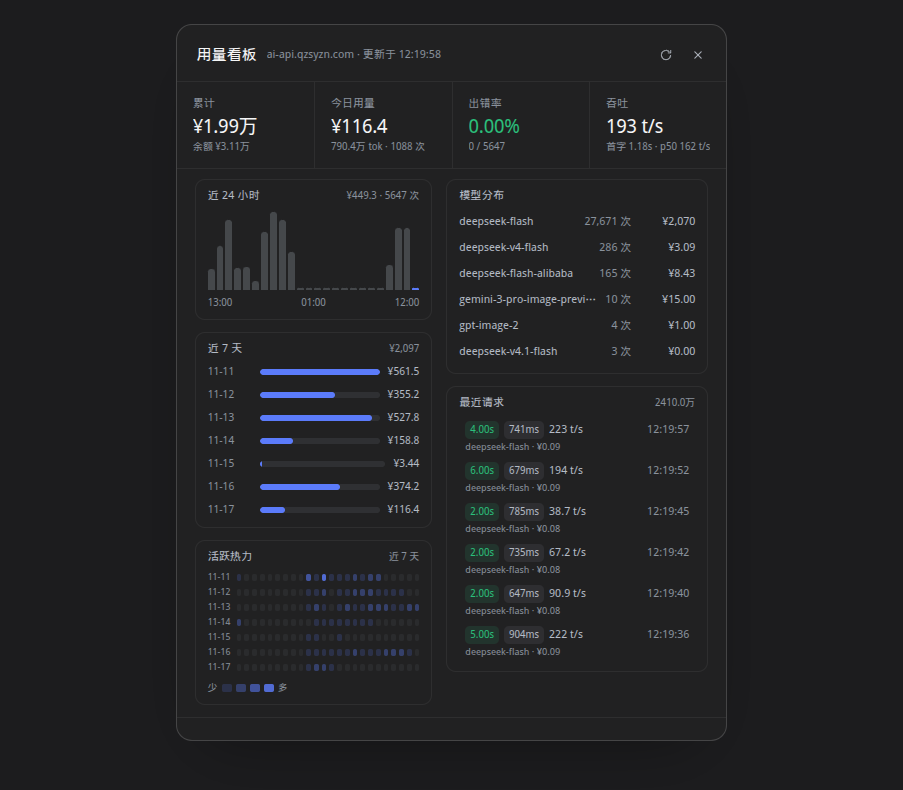 用量看板 ai-api.qzsyzn.com · 更新于 12:19:58
累计
¥1.99万
余额 ¥3.11万
今日用量
¥116.4
790.4万 tok · 1088 次
出错率
0.00%
0 / 5647
吞吐
193 t/s
首字 1.18s · p50 162 t/s
近 24 小时 ¥449.3 · 5647 次
13:00 01:00 12:00
近 7 天 ¥2,097
11-11 ¥561.5
11-12 ¥355.2
11-13 ¥527.8
11-14 ¥158.8
11-15 ¥3.44
11-16 ¥374.2
11-17 ¥116.4
活跃热力 近 7 天
11-11
11-12
11-13
11-14
11-15
11-16
11-17
少 多
模型分布
deepseek-flash 27,671 次 ¥2,070
deepseek-v4-flash 286 次 ¥3.09
deepseek-flash-alibaba 165 次 ¥8.43
gemini-3-pro-image-previ… 10 次 ¥15.00
gpt-image-2 4 次 ¥1.00
deepseek-v4.1-flash 3 次 ¥0.00
最近请求 2410.0万
4.00s 741ms 223 t/s 12:19:57
deepseek-flash · ¥0.09
6.00s 679ms 194 t/s 12:19:52
deepseek-flash · ¥0.09
2.00s 785ms 38.7 t/s 12:19:45
deepseek-flash · ¥0.08
2.00s 735ms 67.2 t/s 12:19:42
deepseek-flash · ¥0.08
2.00s 647ms 90.9 t/s 12:19:40
deepseek-flash · ¥0.08
5.00s 904ms 222 t/s 12:19:36
deepseek-flash · ¥0.09